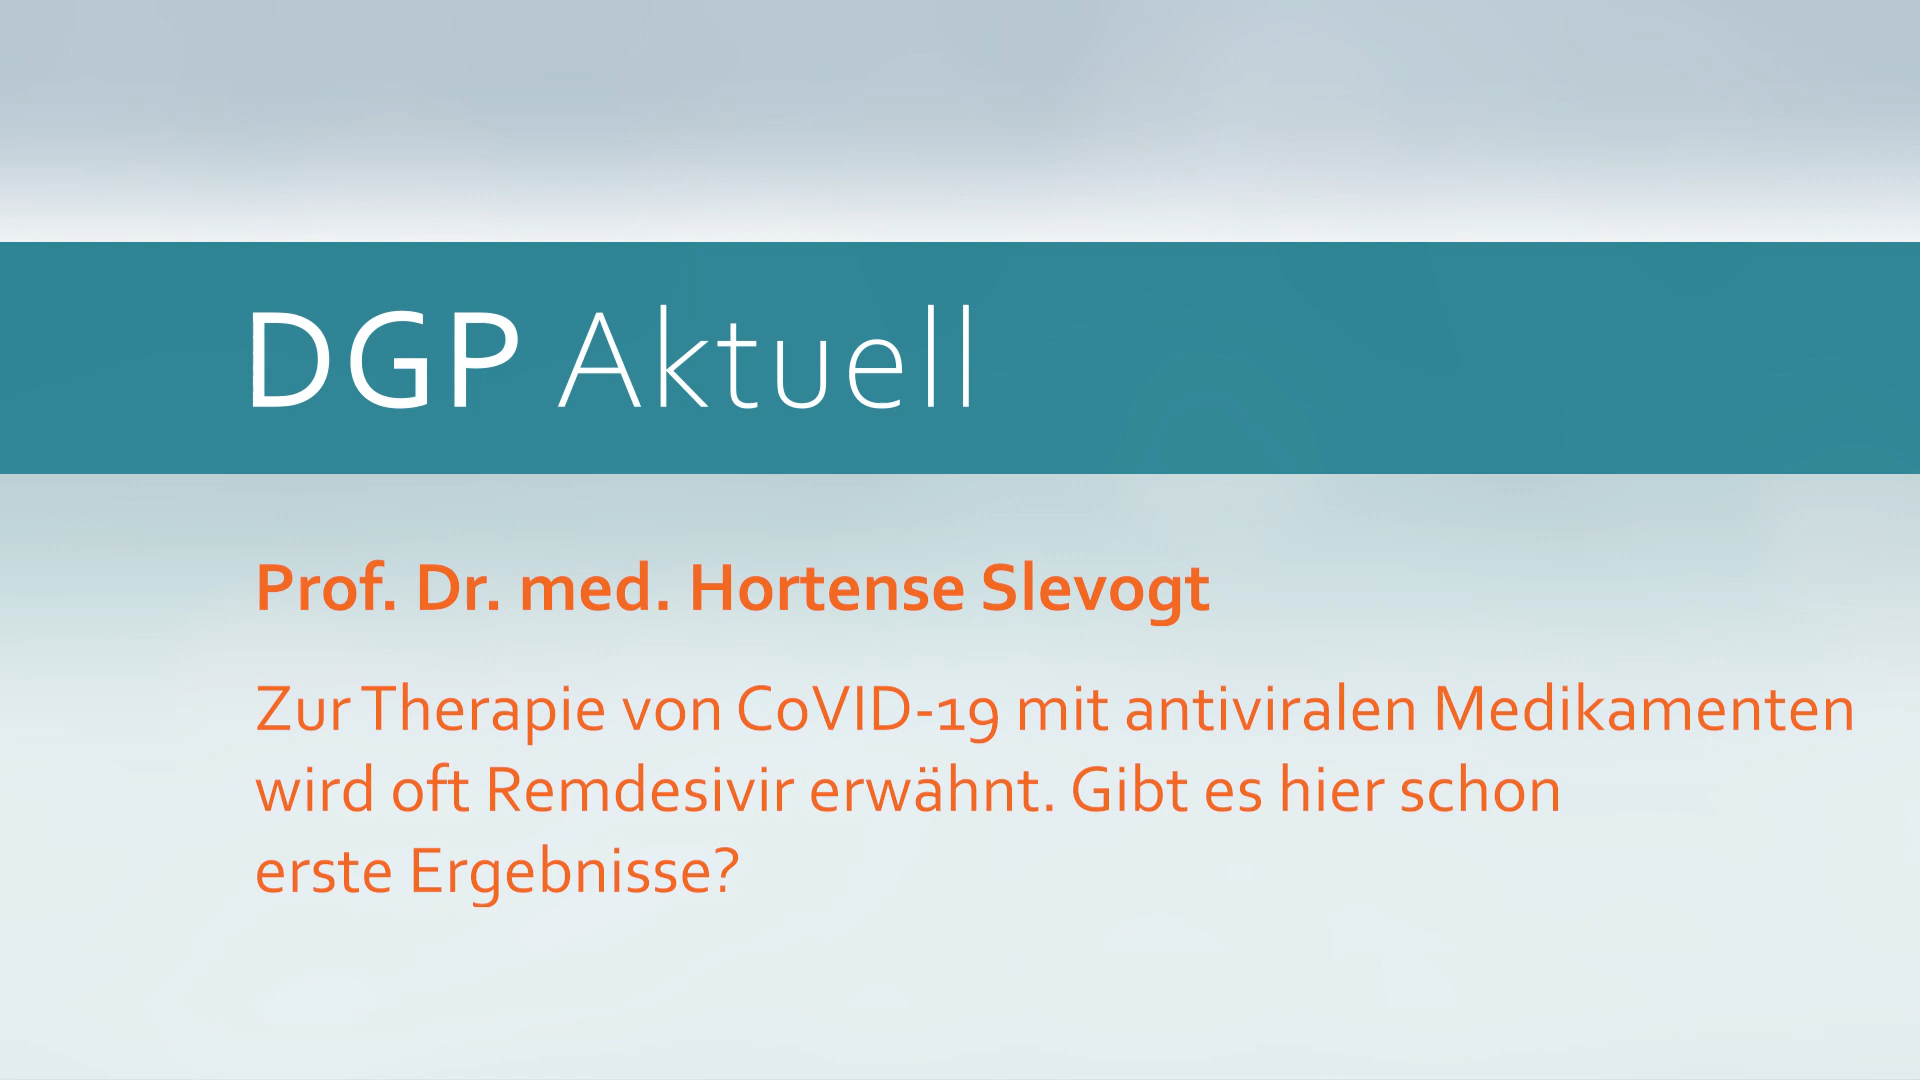 DGP Aktuell
Prof. Dr. med. Hortense Slevogt
Zur Therapie von CoVID-19 mit antiviralen Medikamenten
wird oft Remdesivir erwähnt. Gibt es hier schon
erste Ergebnisse?